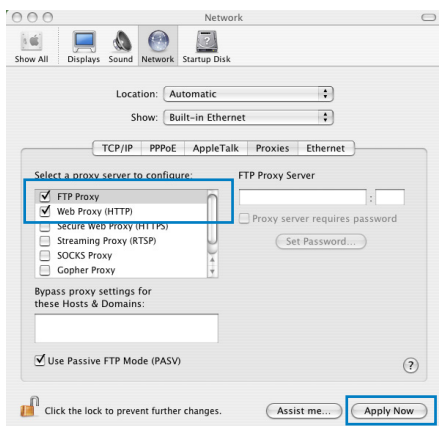 Network
Show All Displays Sound Network Startup Disk
Location: Automatic
Show: Built-in Ethernet
TCP/IP PPPoE AppleTalk Proxies Ethernet
Select a proxy server to configure: FTP Proxy Server
FTP Proxy :
Web Proxy (HTTP) Proxy server requires password
Secure Web Proxy (HTTPS)
Streaming Proxy (RTSP) Set Password...
SOCKS Proxy
Gopher Proxy
Bypass proxy settings for
these Hosts & Domains:
Use Passive FTP Mode (PASV) ?
Click the lock to prevent further changes. Assist me... Apply Now